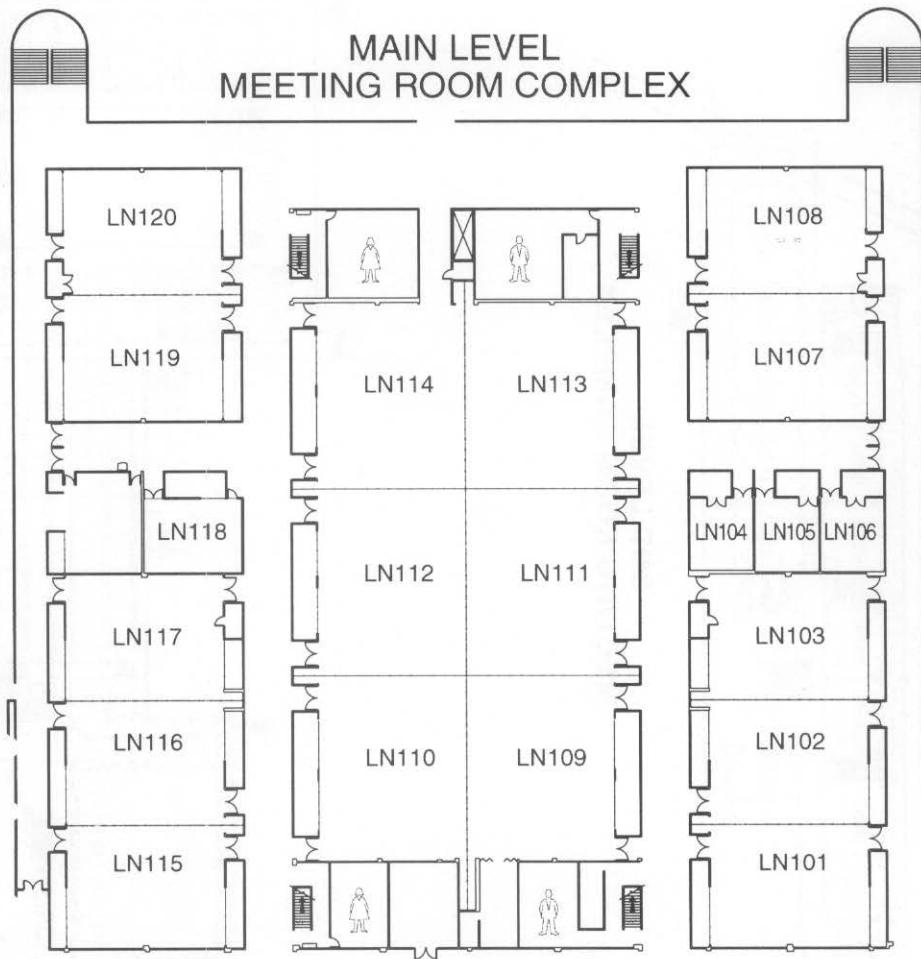 MAIN LEVEL
MEETING ROOM COMPLEX
LN120
LN108
LN119
LN114
LN113
LN107
LN118
LN104
LN105
LN106
LN112
LN111
LN117
LN103
LN116
LN110
LN109
LN102
LN115
LN101